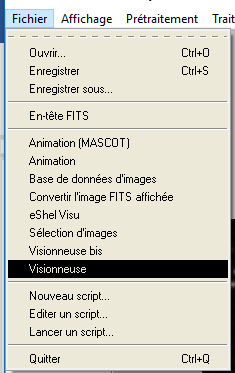 Fichier Affichage Prétraitement Trait
Ouvrir... Ctrl+O
Enregistrer Ctrl+S
Enregistrer sous...
En-tête FITS
Animation (MASCOT)
Animation
Base de données d'images
Convertir l'image FITS affichée
eShel Visu
Sélection d'images
Visionneuse bis
Visionneuse
Nouveau script...
Editer un script...
Lancer un script...
Quitter Ctrl+Q